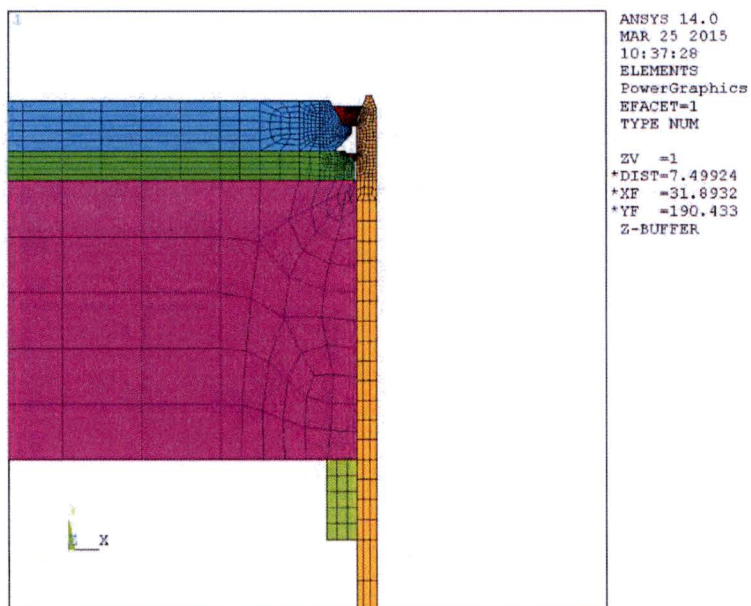 1
ANSYS 14.0
MAR 25 2015
10:37:28
ELEMENTS
PowerGraphics
EFACET=1
TYPE NUM
ZV =1
*DIST=7.49924
*XF =31.8932
*YF =190.433
Z-BUFFER
X